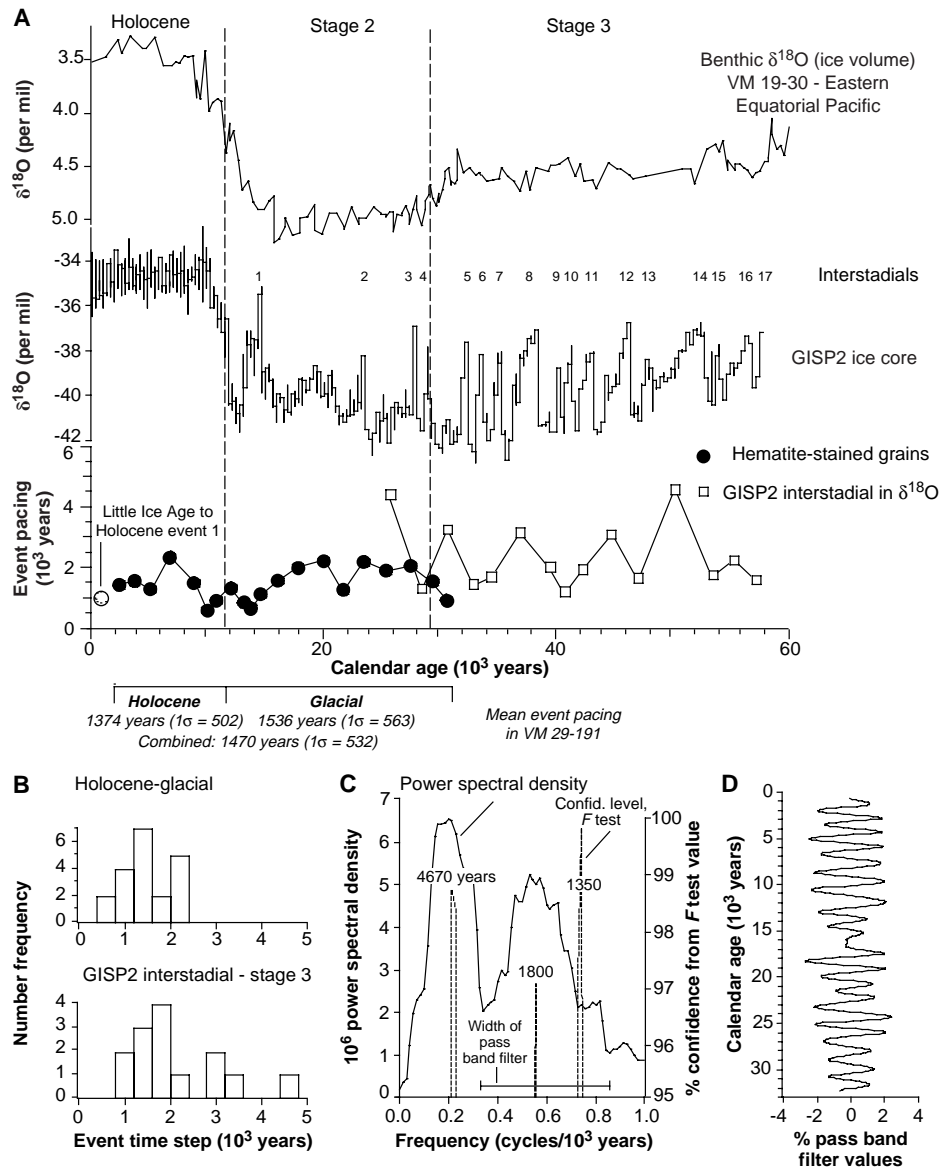 A
Holocene
Stage 2
Stage 3
Benthic δ18O (ice volume)
VM 19-30 - Eastern
Equatorial Pacific
δ18O (per mil)
3.5
4.0
4.5
5.0
1 2 3 4 5 6 7 8 9 10 11 12 13 14 15 16 17
Interstadials
GISP2 ice core
δ18O (per mil)
-34
-36
-38
-40
-42
Hematite-stained grains
GISP2 interstadial in δ18O
Little Ice Age to
Holocene event 1
Event pacing
(10³ years)
6
4
2
0
0 20 40 60
Calendar age (10³ years)
Holocene
Glacial
1374 years (1σ = 502) 1536 years (1σ = 563)
Combined: 1470 years (1σ = 532)
Mean event pacing
in VM 29-191
B
Holocene-glacial
6
4
2
0
0 1 2 3 4 5
GISP2 interstadial - stage 3
4
3
2
1
0
0 1 2 3 4 5
Number frequency
Event time step (10³ years)
C
Power spectral density
Confid. level,
F test
4670 years
1350
1800
Width of
pass
band filter
10⁶ power spectral density
7
6
5
4
3
2
1
0
0.0 0.2 0.4 0.6 0.8 1.0
Frequency (cycles/10³ years)
100
99
98
97
96
95
% confidence from F test value
D
Calendar age (10³ years)
0
5
10
15
20
25
30
-4 -2 0 2 4
% pass band
filter values